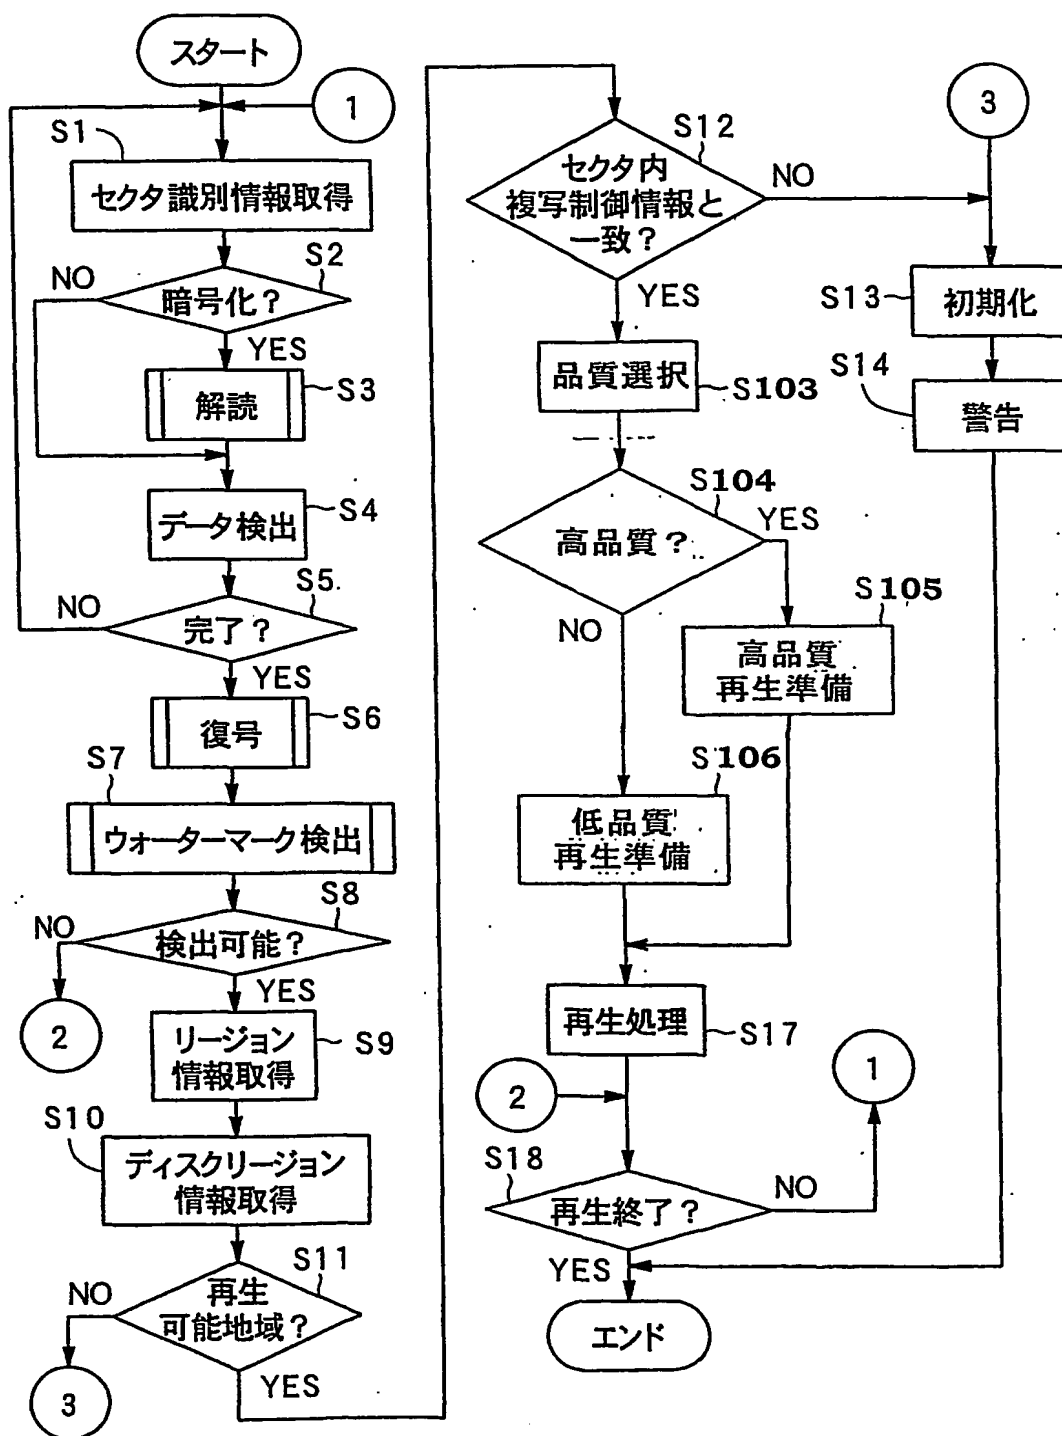 スタート
1
S1
セクタ識別情報取得
S2
NO
暗号化?
YES
S3
解読
S4
データ検出
S5
NO
完了?
YES
S6
復号
S7
ウォーターマーク検出
S8
NO
検出可能?
YES
2
リージョン
情報取得
S9
S10
ディスクリージョン
情報取得
S11
NO
再生
可能地域?
YES
3
S12
セクタ内
複写制御情報と
一致?
NO
YES
3
S13
初期化
S14
警告
品質選択
S103
S104
高品質?
YES
NO
S105
高品質
再生準備
S106
低品質
再生準備
再生処理
S17
2
1
S18
再生終了?
NO
YES
エンド